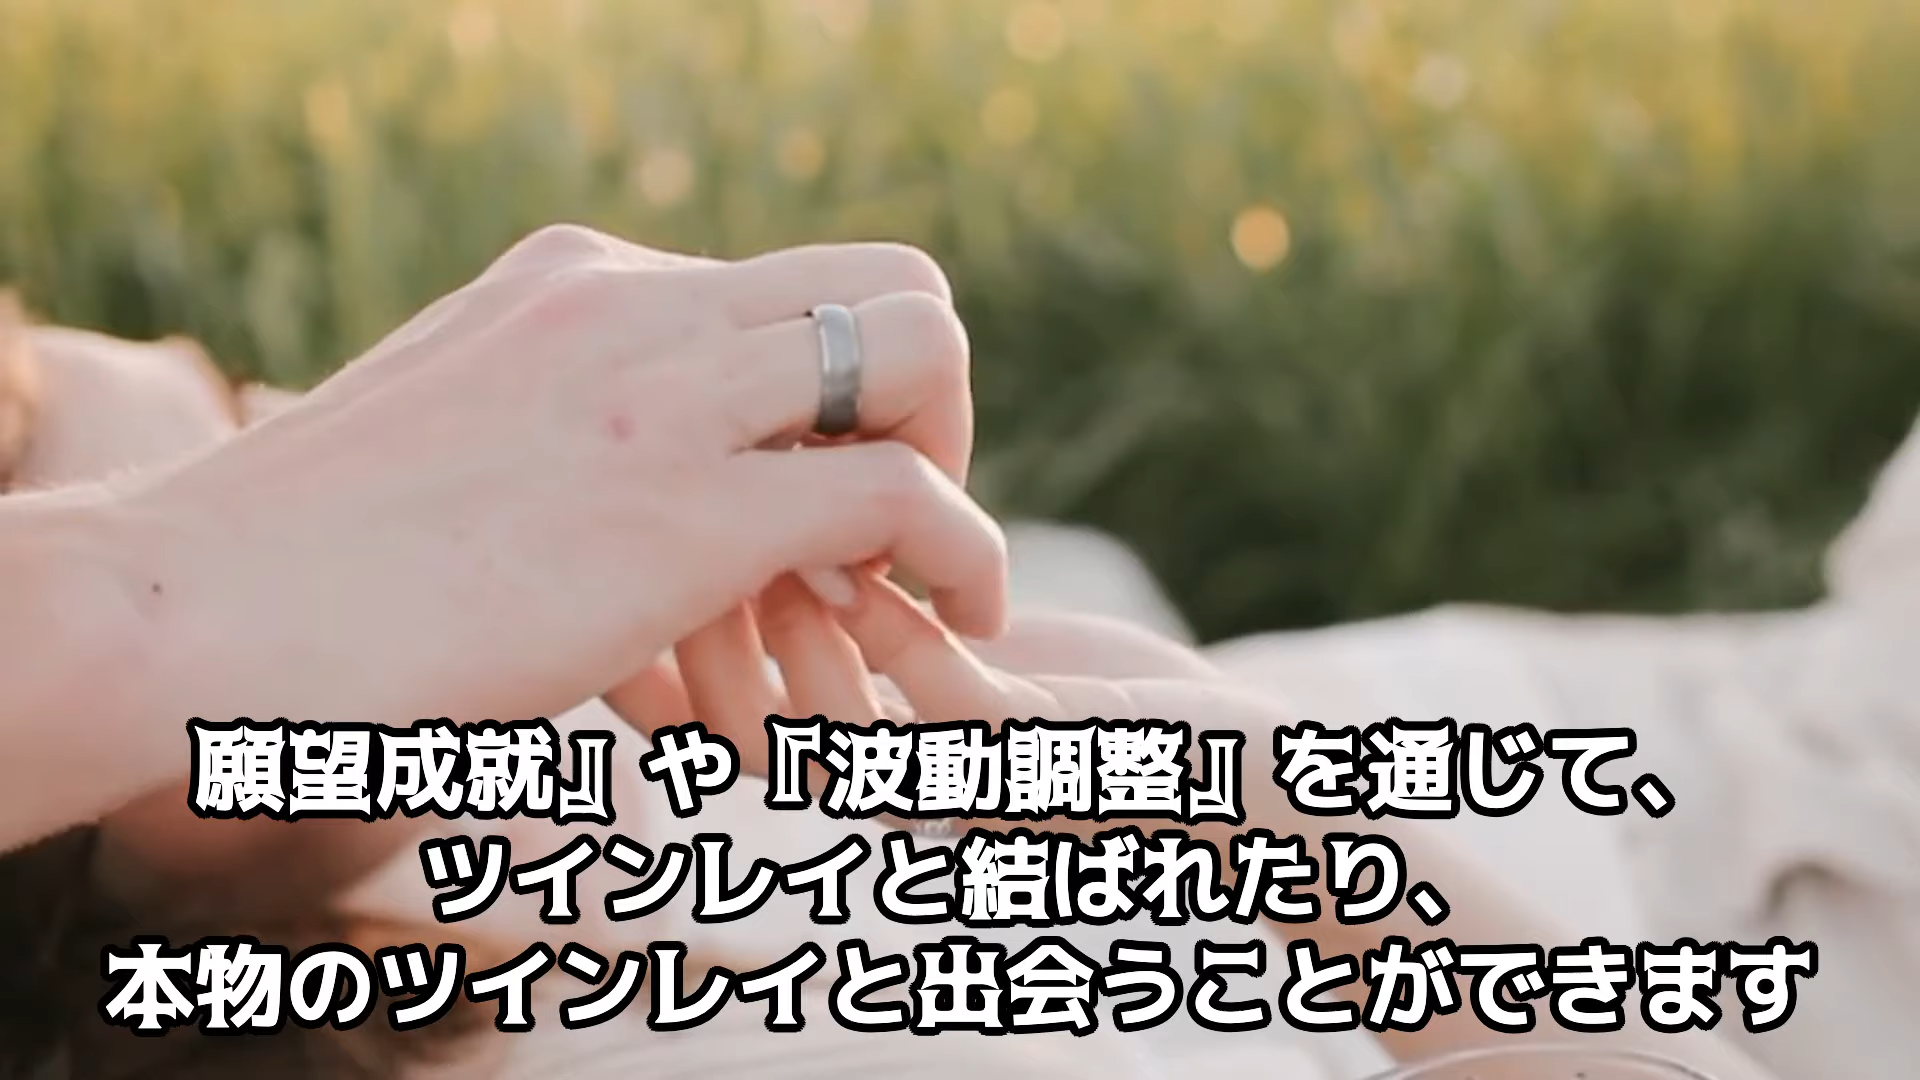 願望成就』や『波動調整』を通じて、
ツインレイと結ばれたり、
本物のツインレイと出会うことができます